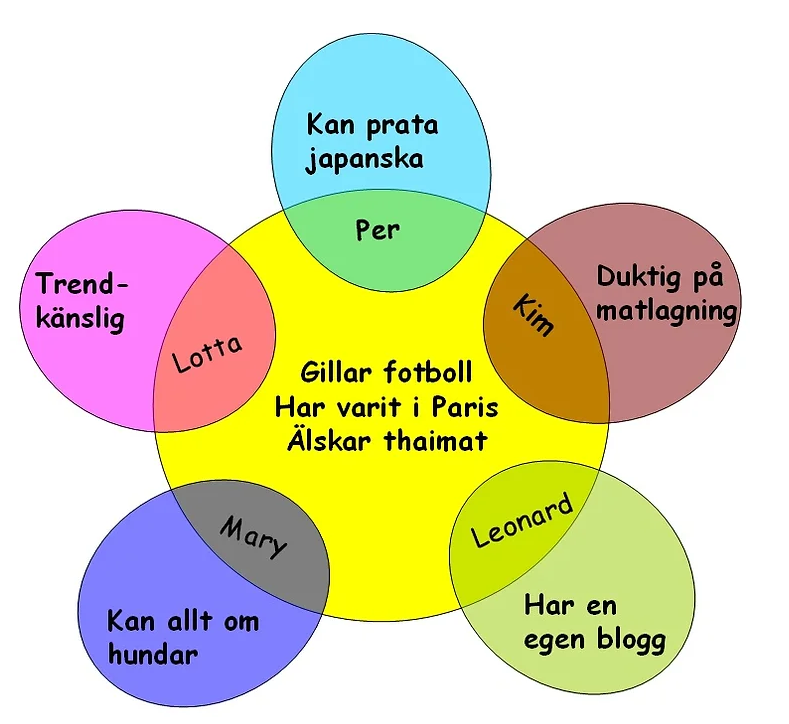 Kan prata
japanska
Per
Trend-
känslig
Lotta
Duktig på
matlagning
Kim
Gillar fotboll
Har varit i Paris
Älskar thaimat
Mary
Kan allt om
hundar
Leonard
Har en
egen blogg